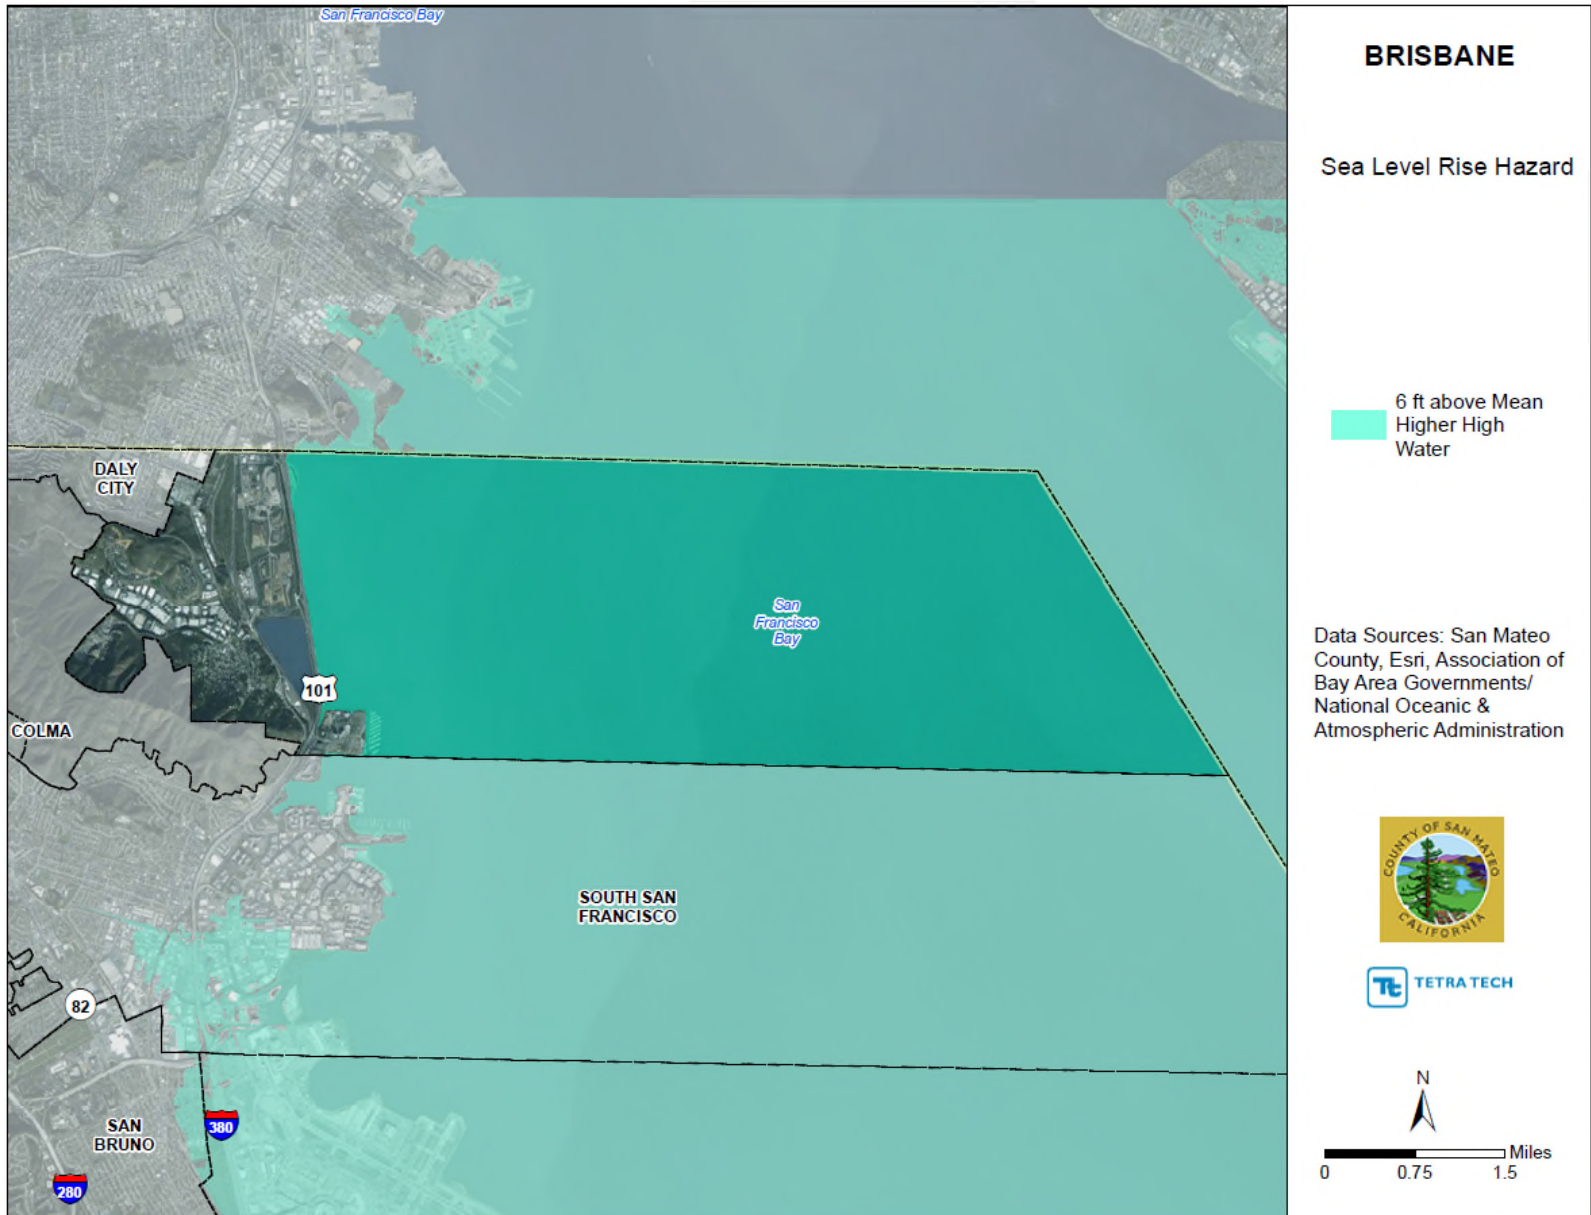 San Francisco Bay
BRISBANE
Sea Level Rise Hazard
6 ft above Mean
Higher High
Water
DALY
CITY
San
Francisco
Bay
101
COLMA
Data Sources: San Mateo
County, Esri, Association of
Bay Area Governments/
National Oceanic &
Atmospheric Administration
SOUTH SAN
FRANCISCO
COUNTY OF SAN MATEO
CALIFORNIA
Tt TETRA TECH
82
SAN
BRUNO
380
280
N
Miles
0 0.75 1.5